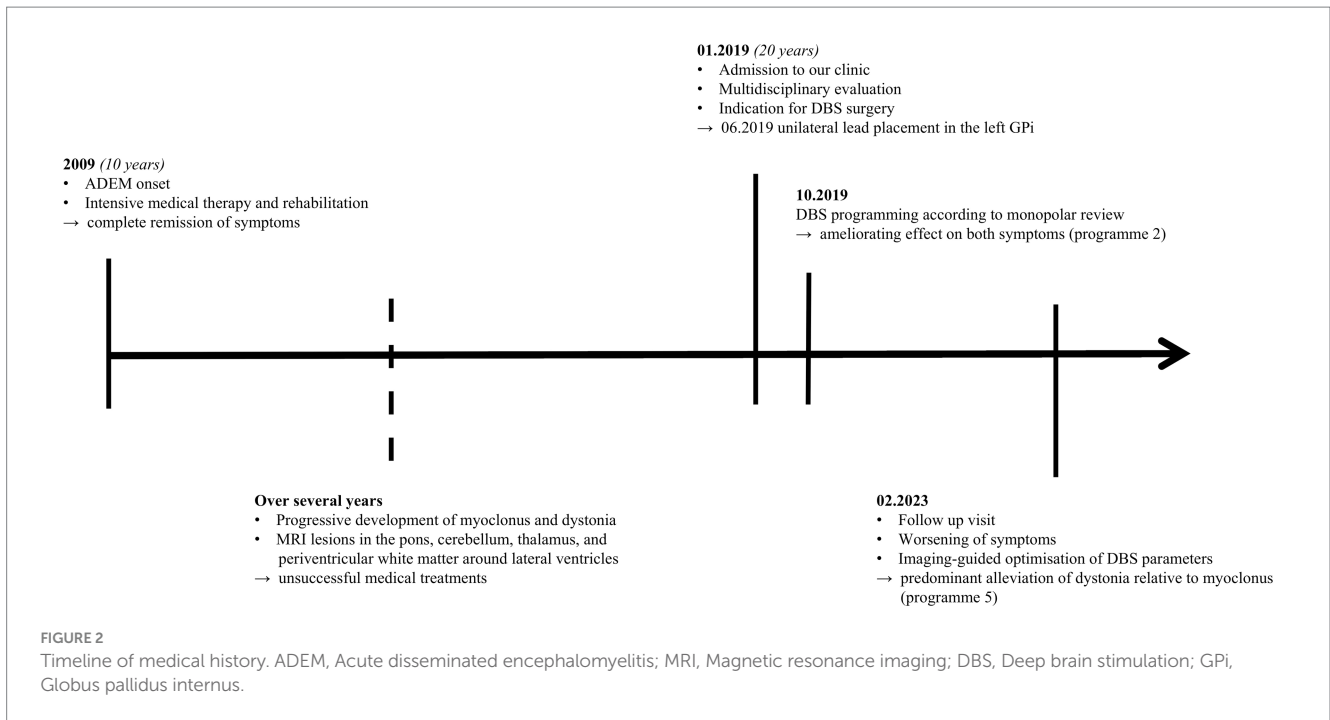 01.2019 (20 years)
• Admission to our clinic
• Multidisciplinary evaluation
• Indication for DBS surgery
→ 06.2019 unilateral lead placement in the left GPi
2009 (10 years)
• ADEM onset
• Intensive medical therapy and rehabilitation
→ complete remission of symptoms
10.2019
DBS programming according to monopolar review
→ ameliorating effect on both symptoms (programme 2)
Over several years
• Progressive development of myoclonus and dystonia
• MRI lesions in the pons, cerebellum, thalamus, and
periventricular white matter around lateral ventricles
→ unsuccessful medical treatments
02.2023
• Follow up visit
• Worsening of symptoms
• Imaging-guided optimisation of DBS parameters
→ predominant alleviation of dystonia relative to myoclonus
(programme 5)
FIGURE 2
Timeline of medical history. ADEM, Acute disseminated encephalomyelitis; MRI, Magnetic resonance imaging; DBS, Deep brain stimulation; GPi,
Globus pallidus internus.